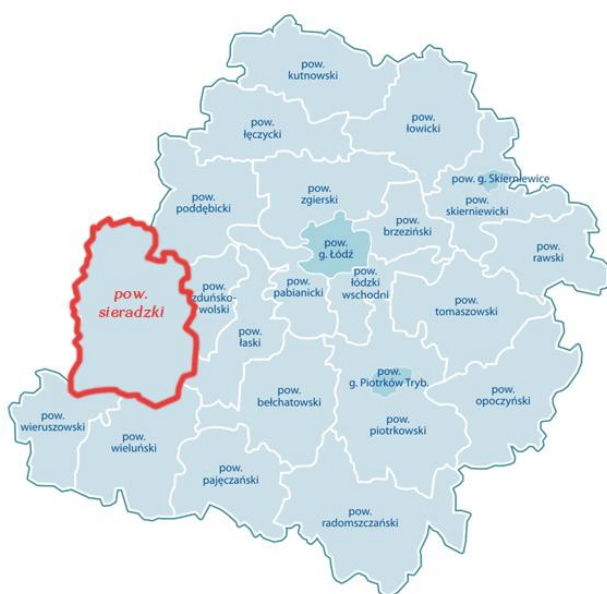 pow.
kutnowski
pow.
łęczycki
pow.
łowicki
pow. g. Skierniewice
pow.
skierniewicki
pow.
poddębicki
pow.
zgierski
pow.
brzeziński
pow.
rawski
pow.
g. Łódź
pow.
sieradzki
pow.
zduńsko-
wolski
pow.
pabianicki
pow.
łódzki
wschodni
pow.
tomaszowski
pow.
łaski
pow.
g. Piotrków Tryb.
pow.
bełchatowski
pow.
opoczyński
pow.
piotrkowski
pow.
wieruszowski
pow.
wieluński
pow.
pajęczański
pow.
radomszczański